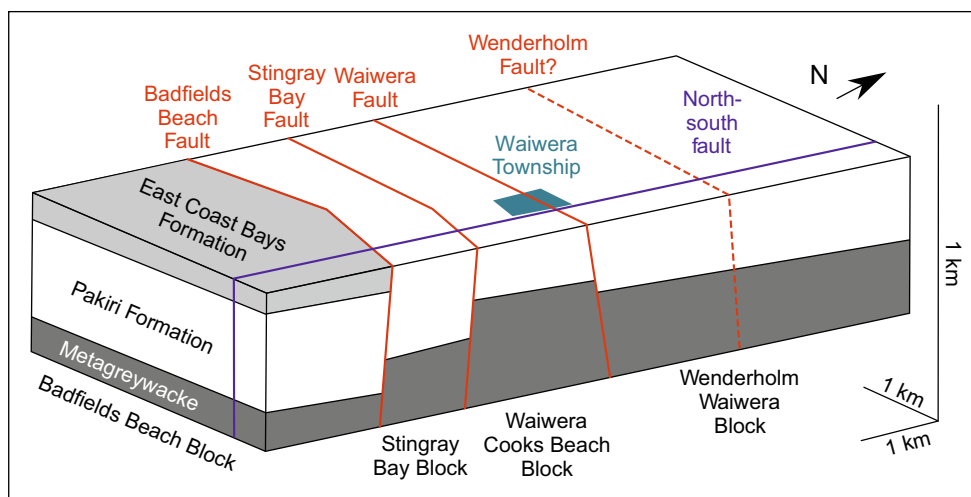 Wenderholm
Fault?
Stingray
Bay
Fault
Waiwera
Fault
Badfields
Beach
Fault
N
North-
south
fault
Waiwera
Township
East Coast Bays
Formation
1 km
Pakiri Formation
Metagreywacke
Badfields Beach Block
Stingray
Bay Block
Waiwera
Cooks Beach
Block
Wenderholm
Waiwera
Block
1 km
1 km